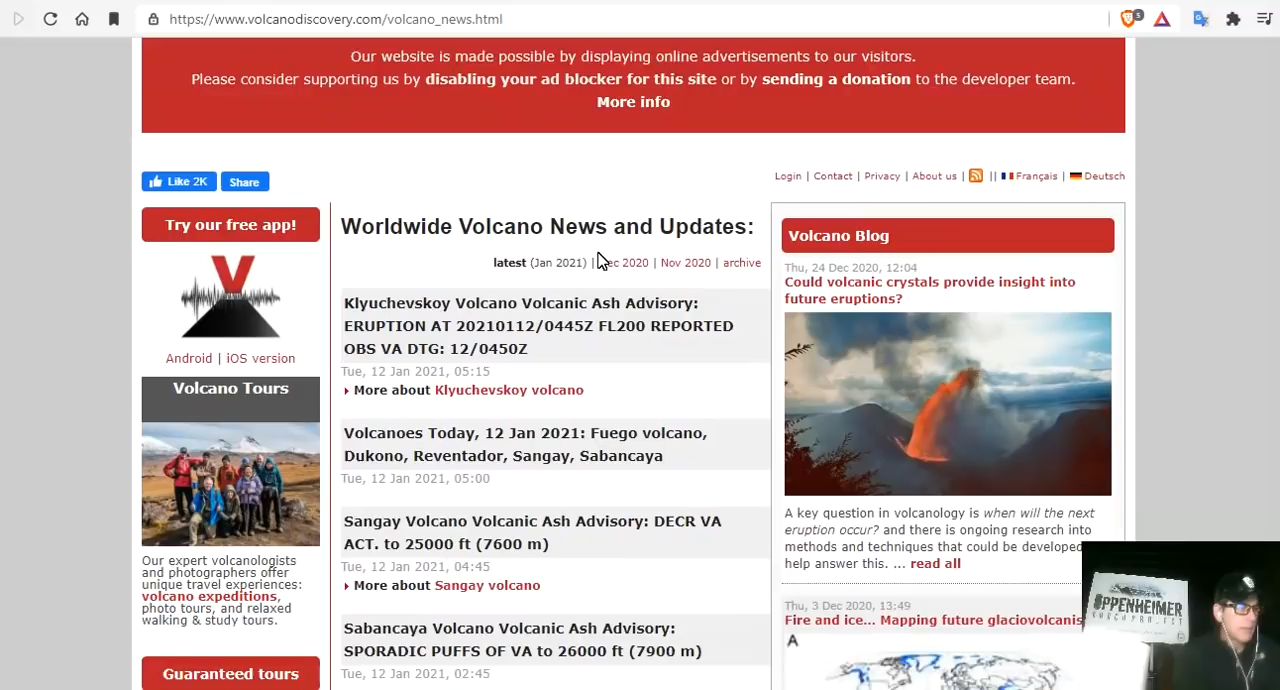 https://www.volcanodiscovery.com/volcano_news.html
5
Our website is made possible by displaying online advertisements to our visitors.
Please consider supporting us by disabling your ad blocker for this site or by sending a donation to the developer team.
More info
Like 2K
Share
Login | Contact | Privacy | About us | || Français | Deutsch
Try our free app!
Android | iOS version
Volcano Tours
Our expert volcanologists
and photographers offer
unique travel experiences:
volcano expeditions,
photo tours, and relaxed
walking & study tours.
Guaranteed tours
Worldwide Volcano News and Updates:
latest (Jan 2021) | Dec 2020 | Nov 2020 | archive
Klyuchevskoy Volcano Volcanic Ash Advisory:
ERUPTION AT 20210112/0445Z FL200 REPORTED
OBS VA DTG: 12/0450Z
Tue, 12 Jan 2021, 05:15
More about Klyuchevskoy volcano
Volcanoes Today, 12 Jan 2021: Fuego volcano,
Dukono, Reventador, Sangay, Sabancaya
Tue, 12 Jan 2021, 05:00
Sangay Volcano Volcanic Ash Advisory: DECR VA
ACT. to 25000 ft (7600 m)
Tue, 12 Jan 2021, 04:45
More about Sangay volcano
Sabancaya Volcano Volcanic Ash Advisory:
SPORADIC PUFFS OF VA to 26000 ft (7900 m)
Tue, 12 Jan 2021, 02:45
Volcano Blog
Thu, 24 Dec 2020, 12:04
Could volcanic crystals provide insight into
future eruptions?
A key question in volcanology is when will the next
eruption occur? and there is ongoing research into
methods and techniques that could be developed
help answer this. ... read all
Thu, 3 Dec 2020, 13:49
Fire and ice... Mapping future glaciovolcanis
A
OPPENHEIMER